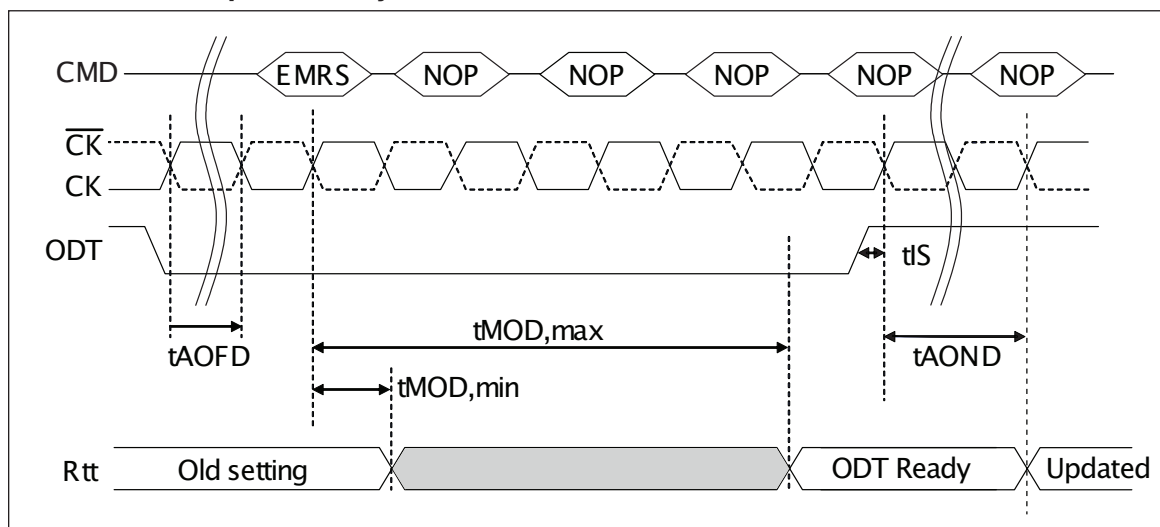 CMD EMRS NOP NOP NOP NOP NOP
CK
CK
ODT
tIS
tMOD,max
tAOFD
tAOND
tMOD,min
Rtt Old setting ODT Ready Updated